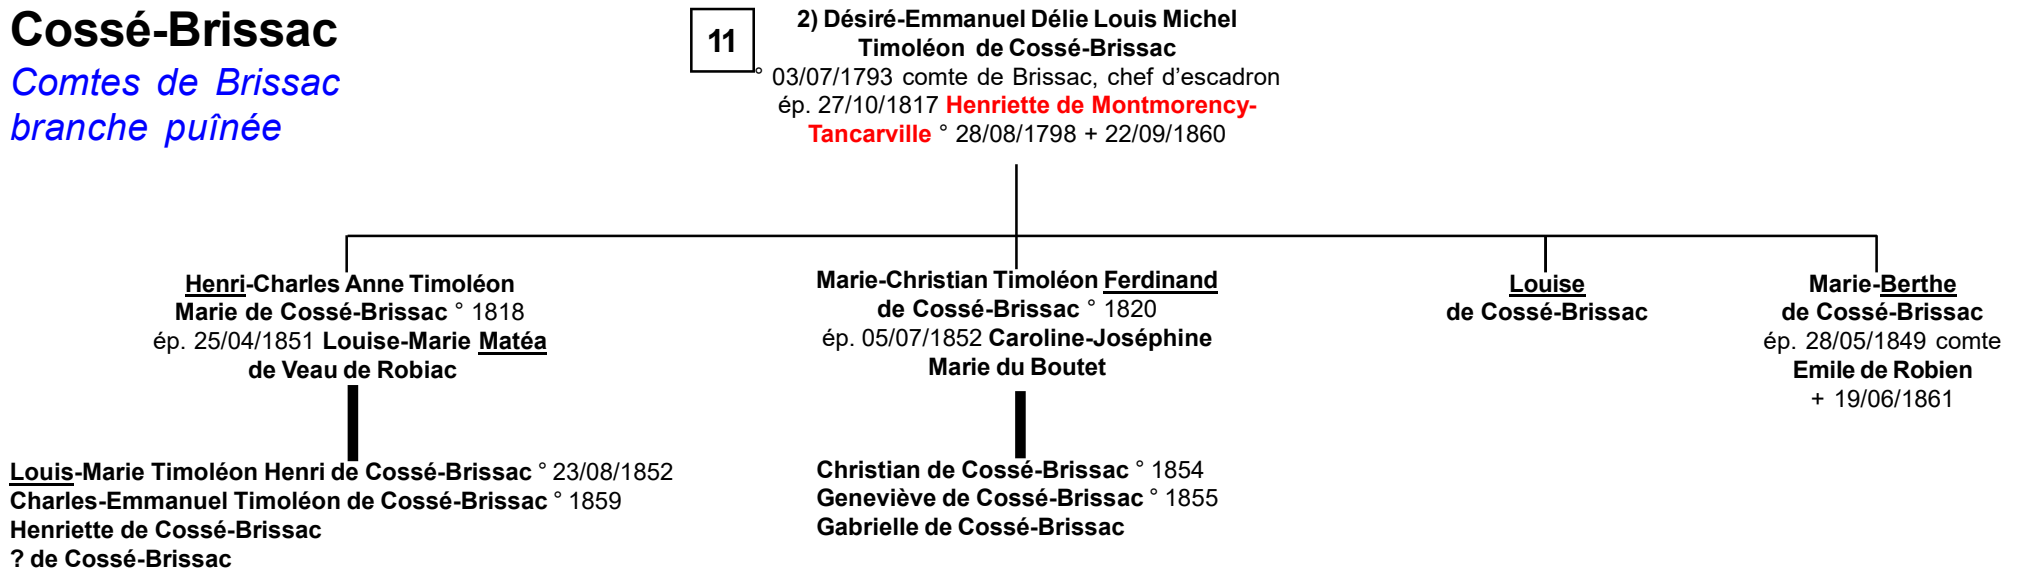 Cossé-Brissac
Comtes de Brissac
branche puînée
11
2) Désiré-Emmanuel Délie Louis Michel
Timoléon de Cossé-Brissac
° 03/07/1793 comte de Brissac, chef d'escadron
ép. 27/10/1817 Henriette de Montmorency-
Tancarville ° 28/08/1798 + 22/09/1860
Henri-Charles Anne Timoléon
Marie de Cossé-Brissac ° 1818
ép. 25/04/1851 Louise-Marie Matéa
de Veau de Robiac
Louis-Marie Timoléon Henri de Cossé-Brissac ° 23/08/1852
Charles-Emmanuel Timoléon de Cossé-Brissac ° 1859
Henriette de Cossé-Brissac
? de Cossé-Brissac
Marie-Christian Timoléon Ferdinand
de Cossé-Brissac ° 1820
ép. 05/07/1852 Caroline-Joséphine
Marie du Boutet
Christian de Cossé-Brissac ° 1854
Geneviève de Cossé-Brissac ° 1855
Gabrielle de Cossé-Brissac
Louise
de Cossé-Brissac
Marie-Berthe
de Cossé-Brissac
ép. 28/05/1849 comte
Emile de Robien
+ 19/06/1861